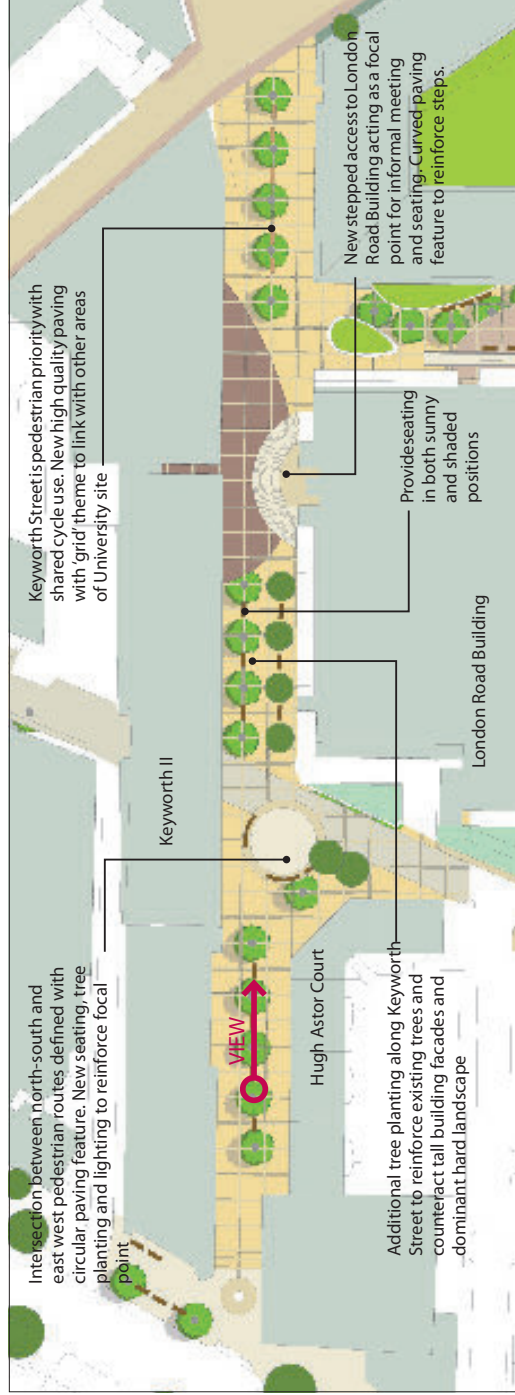 Intersection between north-south and
east west pedestrian routes defined with
circular paving feature. New seating, tree
planting and lighting to reinforce focal
point
Keyworth Street is pedestrian priority with
shared cycle use. New high quality paving
with ‘grid’ theme to link with other areas
of University site
Keyworth II
VIEW
Hugh Astor Court
New stepped access to London
Road.Building acting as a focal
point for informal meeting
and seating. Curved paving
feature to reinforce steps.
Provide seating
in both sunny
and shaded
positions
London Road Building
Additional tree planting along Keyworth
Street to reinforce existing trees and
counteract tall building facades and
dominant hard landscape